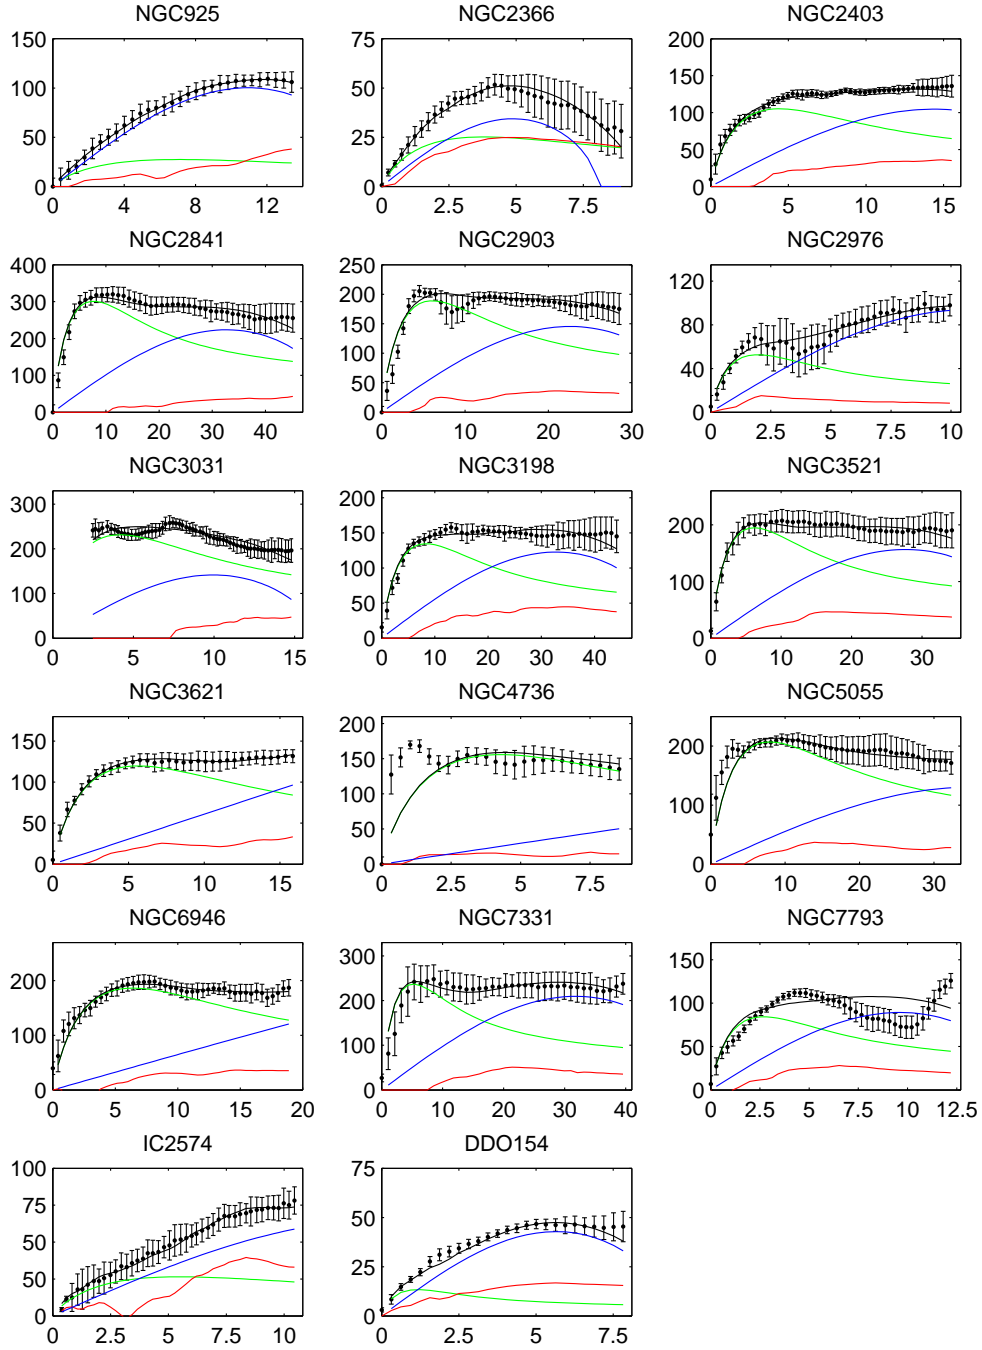 NGC925
150
100
50
0
0 4 8 12
NGC2366
75
50
25
0
0 2.5 5 7.5
NGC2403
200
150
100
50
0
0 5 10 15
NGC2841
400
300
200
100
0
0 10 20 30 40
NGC2903
250
200
150
100
50
0
0 10 20 30
NGC2976
120
80
40
0
0 2.5 5 7.5 10
NGC3031
300
200
100
0
0 5 10 15
NGC3198
200
150
100
50
0
0 10 20 30 40
NGC3521
200
100
0
0 10 20 30
NGC3621
150
100
50
0
0 5 10 15
NGC4736
200
150
100
50
0
0 2.5 5 7.5
NGC5055
200
100
0
0 10 20 30
NGC6946
200
100
0
0 5 10 15 20
NGC7331
300
200
100
0
0 10 20 30 40
NGC7793
150
100
50
0
0 2.5 5 7.5 10 12.5
IC2574
100
75
50
50
0
0 2.5 5 7.5 10
DDO154
75
50
25
0
0 2.5 5 7.5